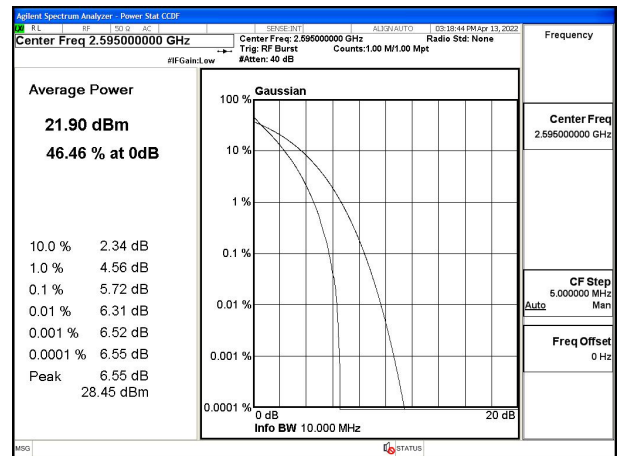 Agilent Spectrum Analyzer - Power Stat CCDF
RL RF 50 Ω AC SENSE:INT ALIGN AUTO 03:18:44 PM Apr 13, 2022
Center Freq 2.595000000 GHz
Center Freq: 2.595000000 GHz Radio Std: None
Trig: RF Burst Counts:1.00 M/1.00 Mpt
#IFGain:Low #Atten: 40 dB
Frequency
Average Power
21.90 dBm
46.46 % at 0dB
10.0 % 2.34 dB
1.0 % 4.56 dB
0.1 % 5.72 dB
0.01 % 6.31 dB
0.001 % 6.52 dB
0.0001 % 6.55 dB
Peak 6.55 dB
28.45 dBm
Gaussian
100 %
10 %
1 %
0.1 %
0.01 %
0.001 %
0.0001 %
0 dB 20 dB
Info BW 10.000 MHz
Center Freq
2.595000000 GHz
CF Step
5.000000 MHz
Auto Man
Freq Offset
0 Hz
MSG STATUS